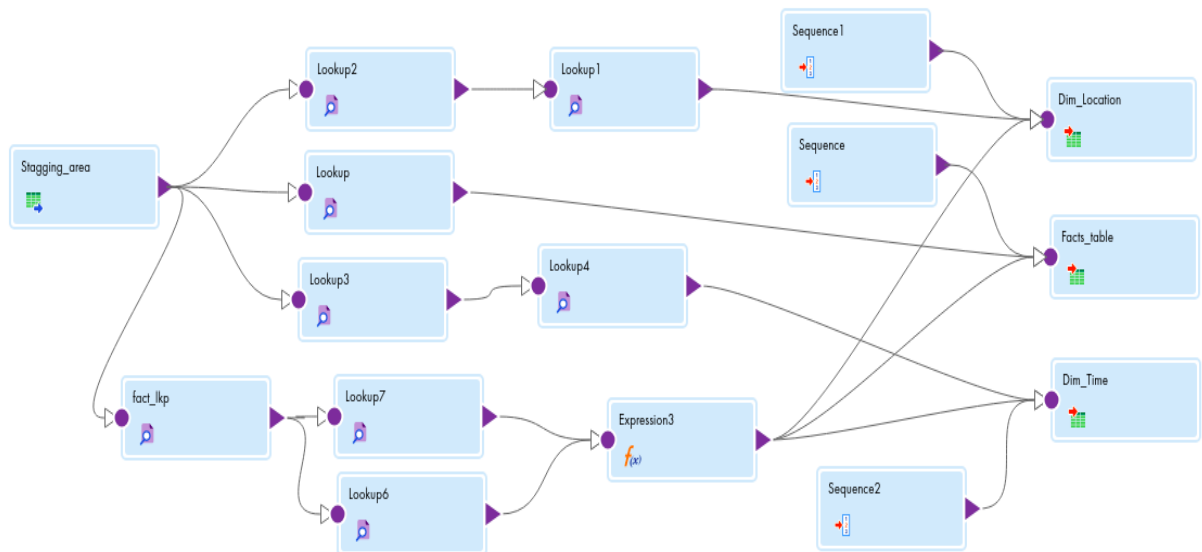 Sequence1
Lookup2
Lookup1
Dim_Location
Sequence
Stagging_area
Lookup
Facts_table
Lookup3
Lookup4
Dim_Time
fact_lkp
Lookup7
Expression3
f(x)
Lookup6
Sequence2